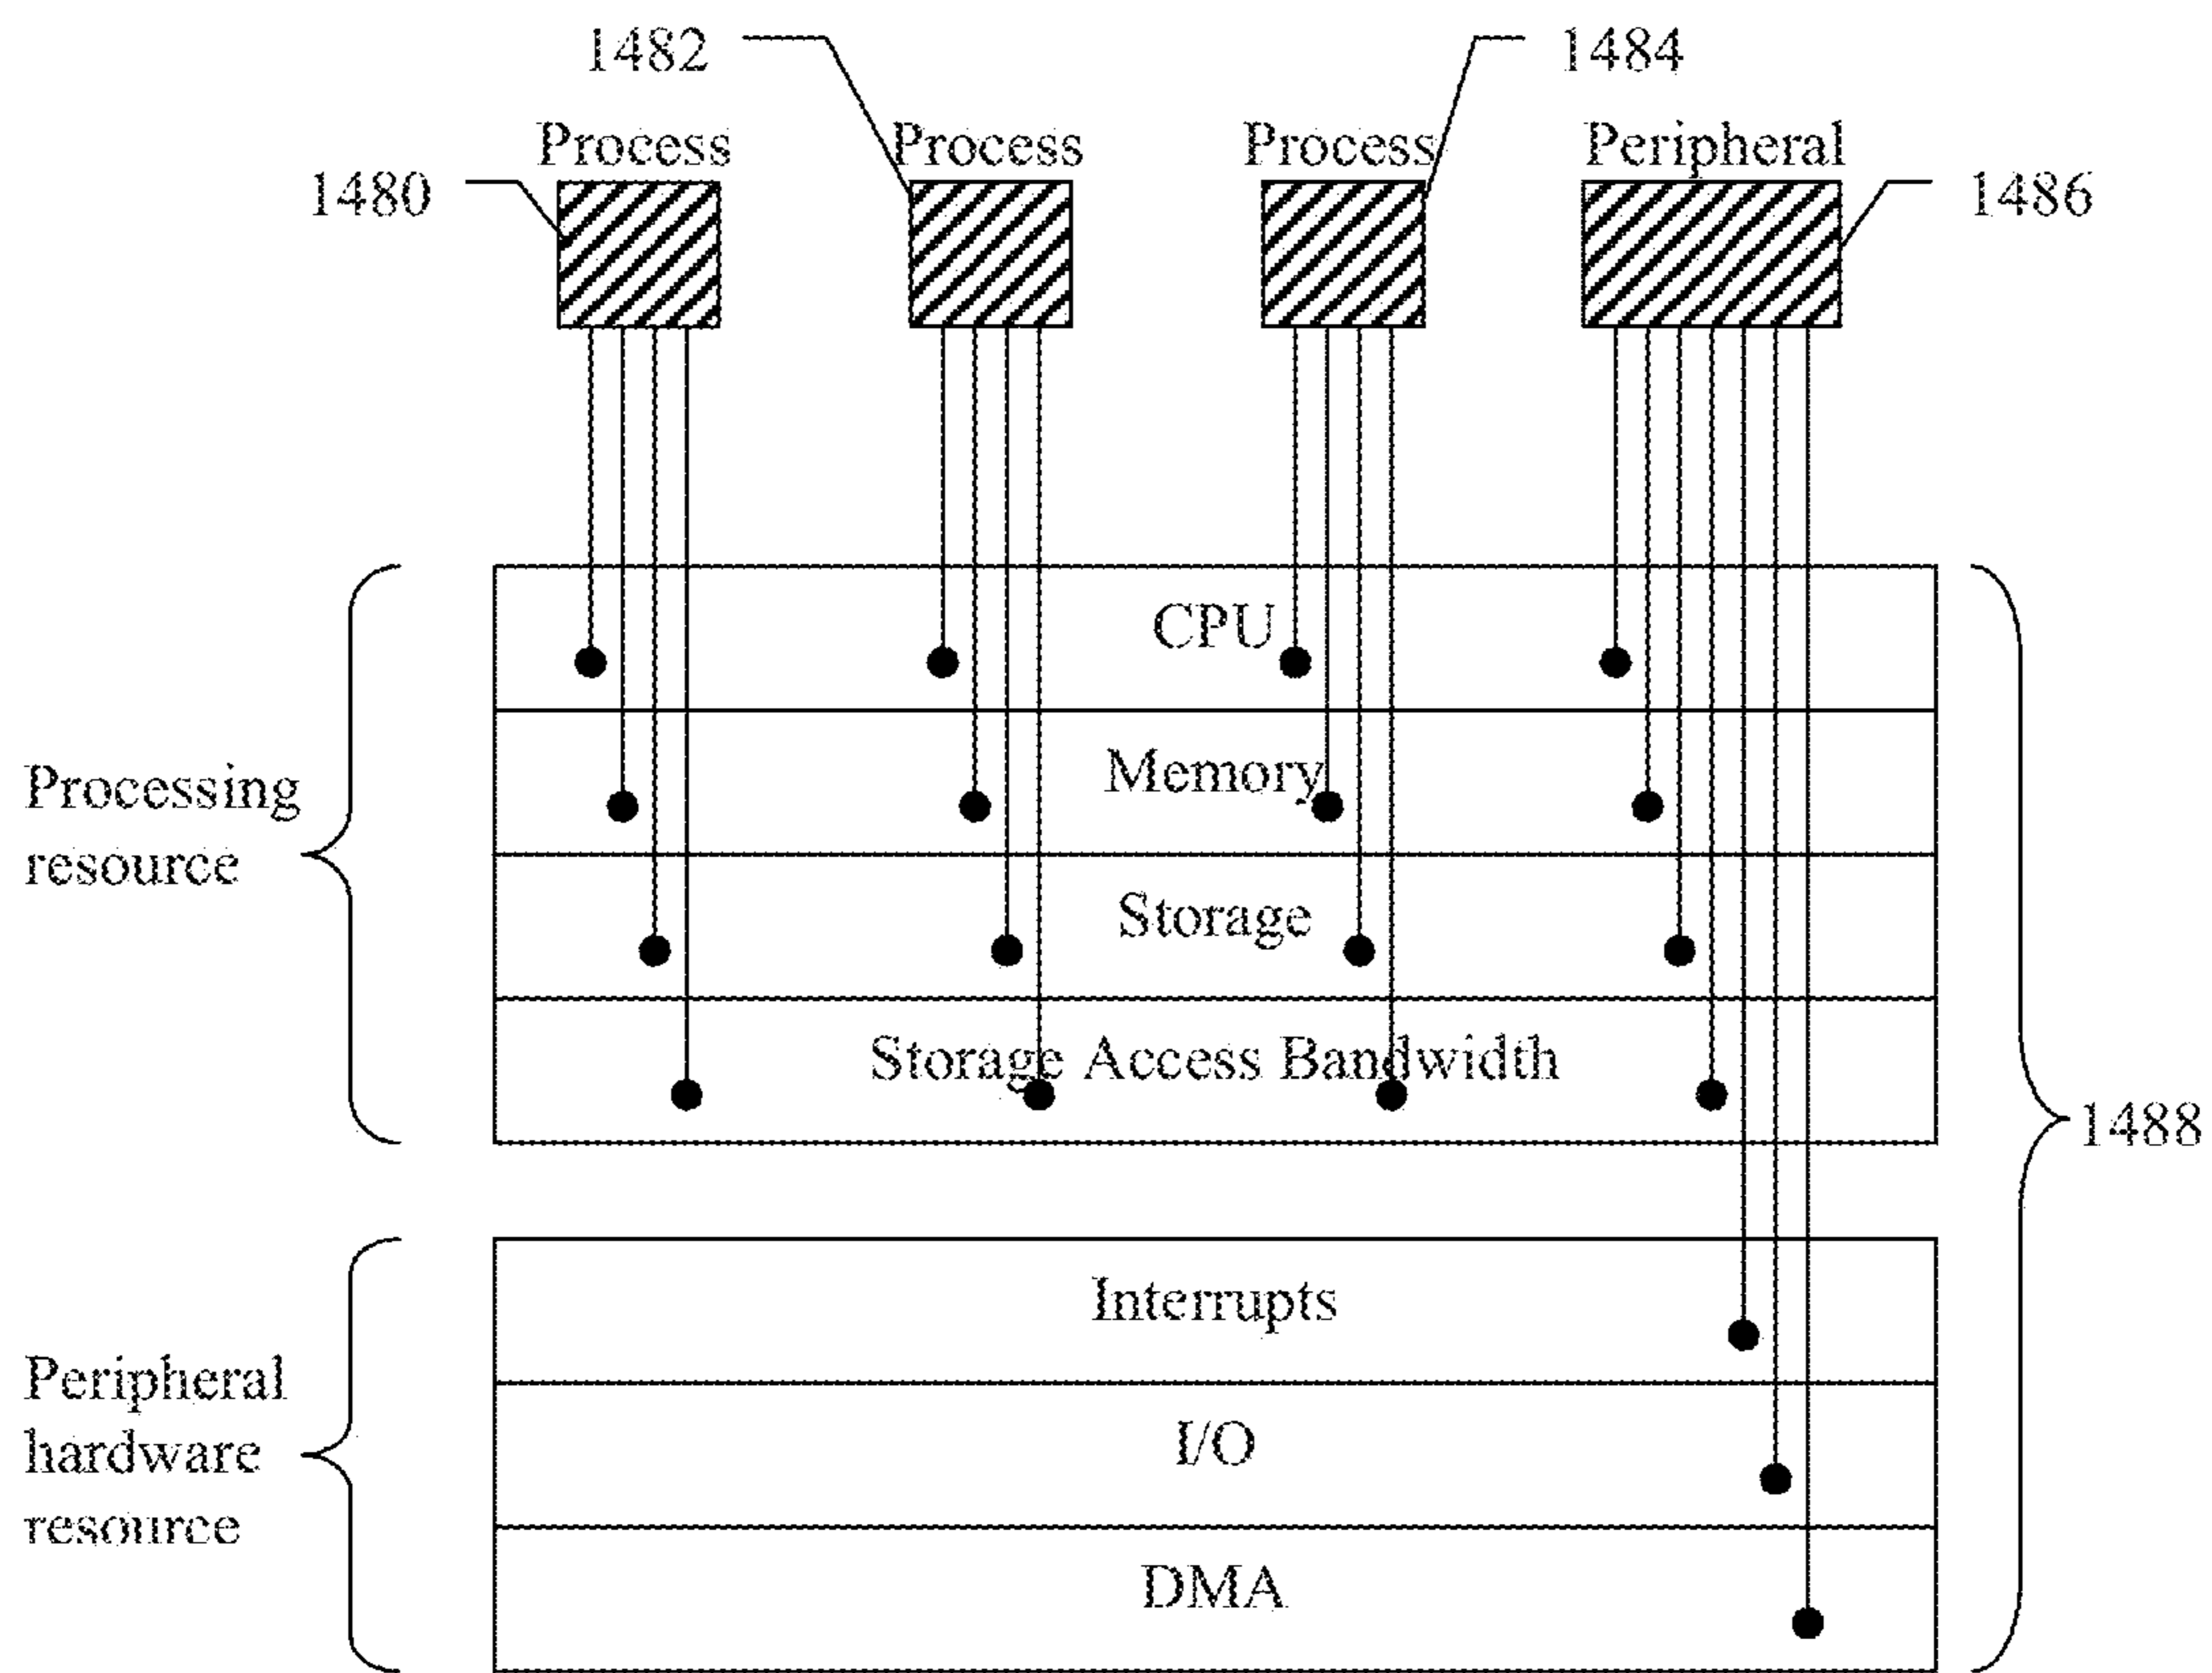 1482
1484
Process
Process
Process
Peripheral
1480
1486
CPU
Memory
Storage
Storage Access Bandwidth
Processing
resource
1488
Interrupts
I/O
DMA
Peripheral
hardware
resource